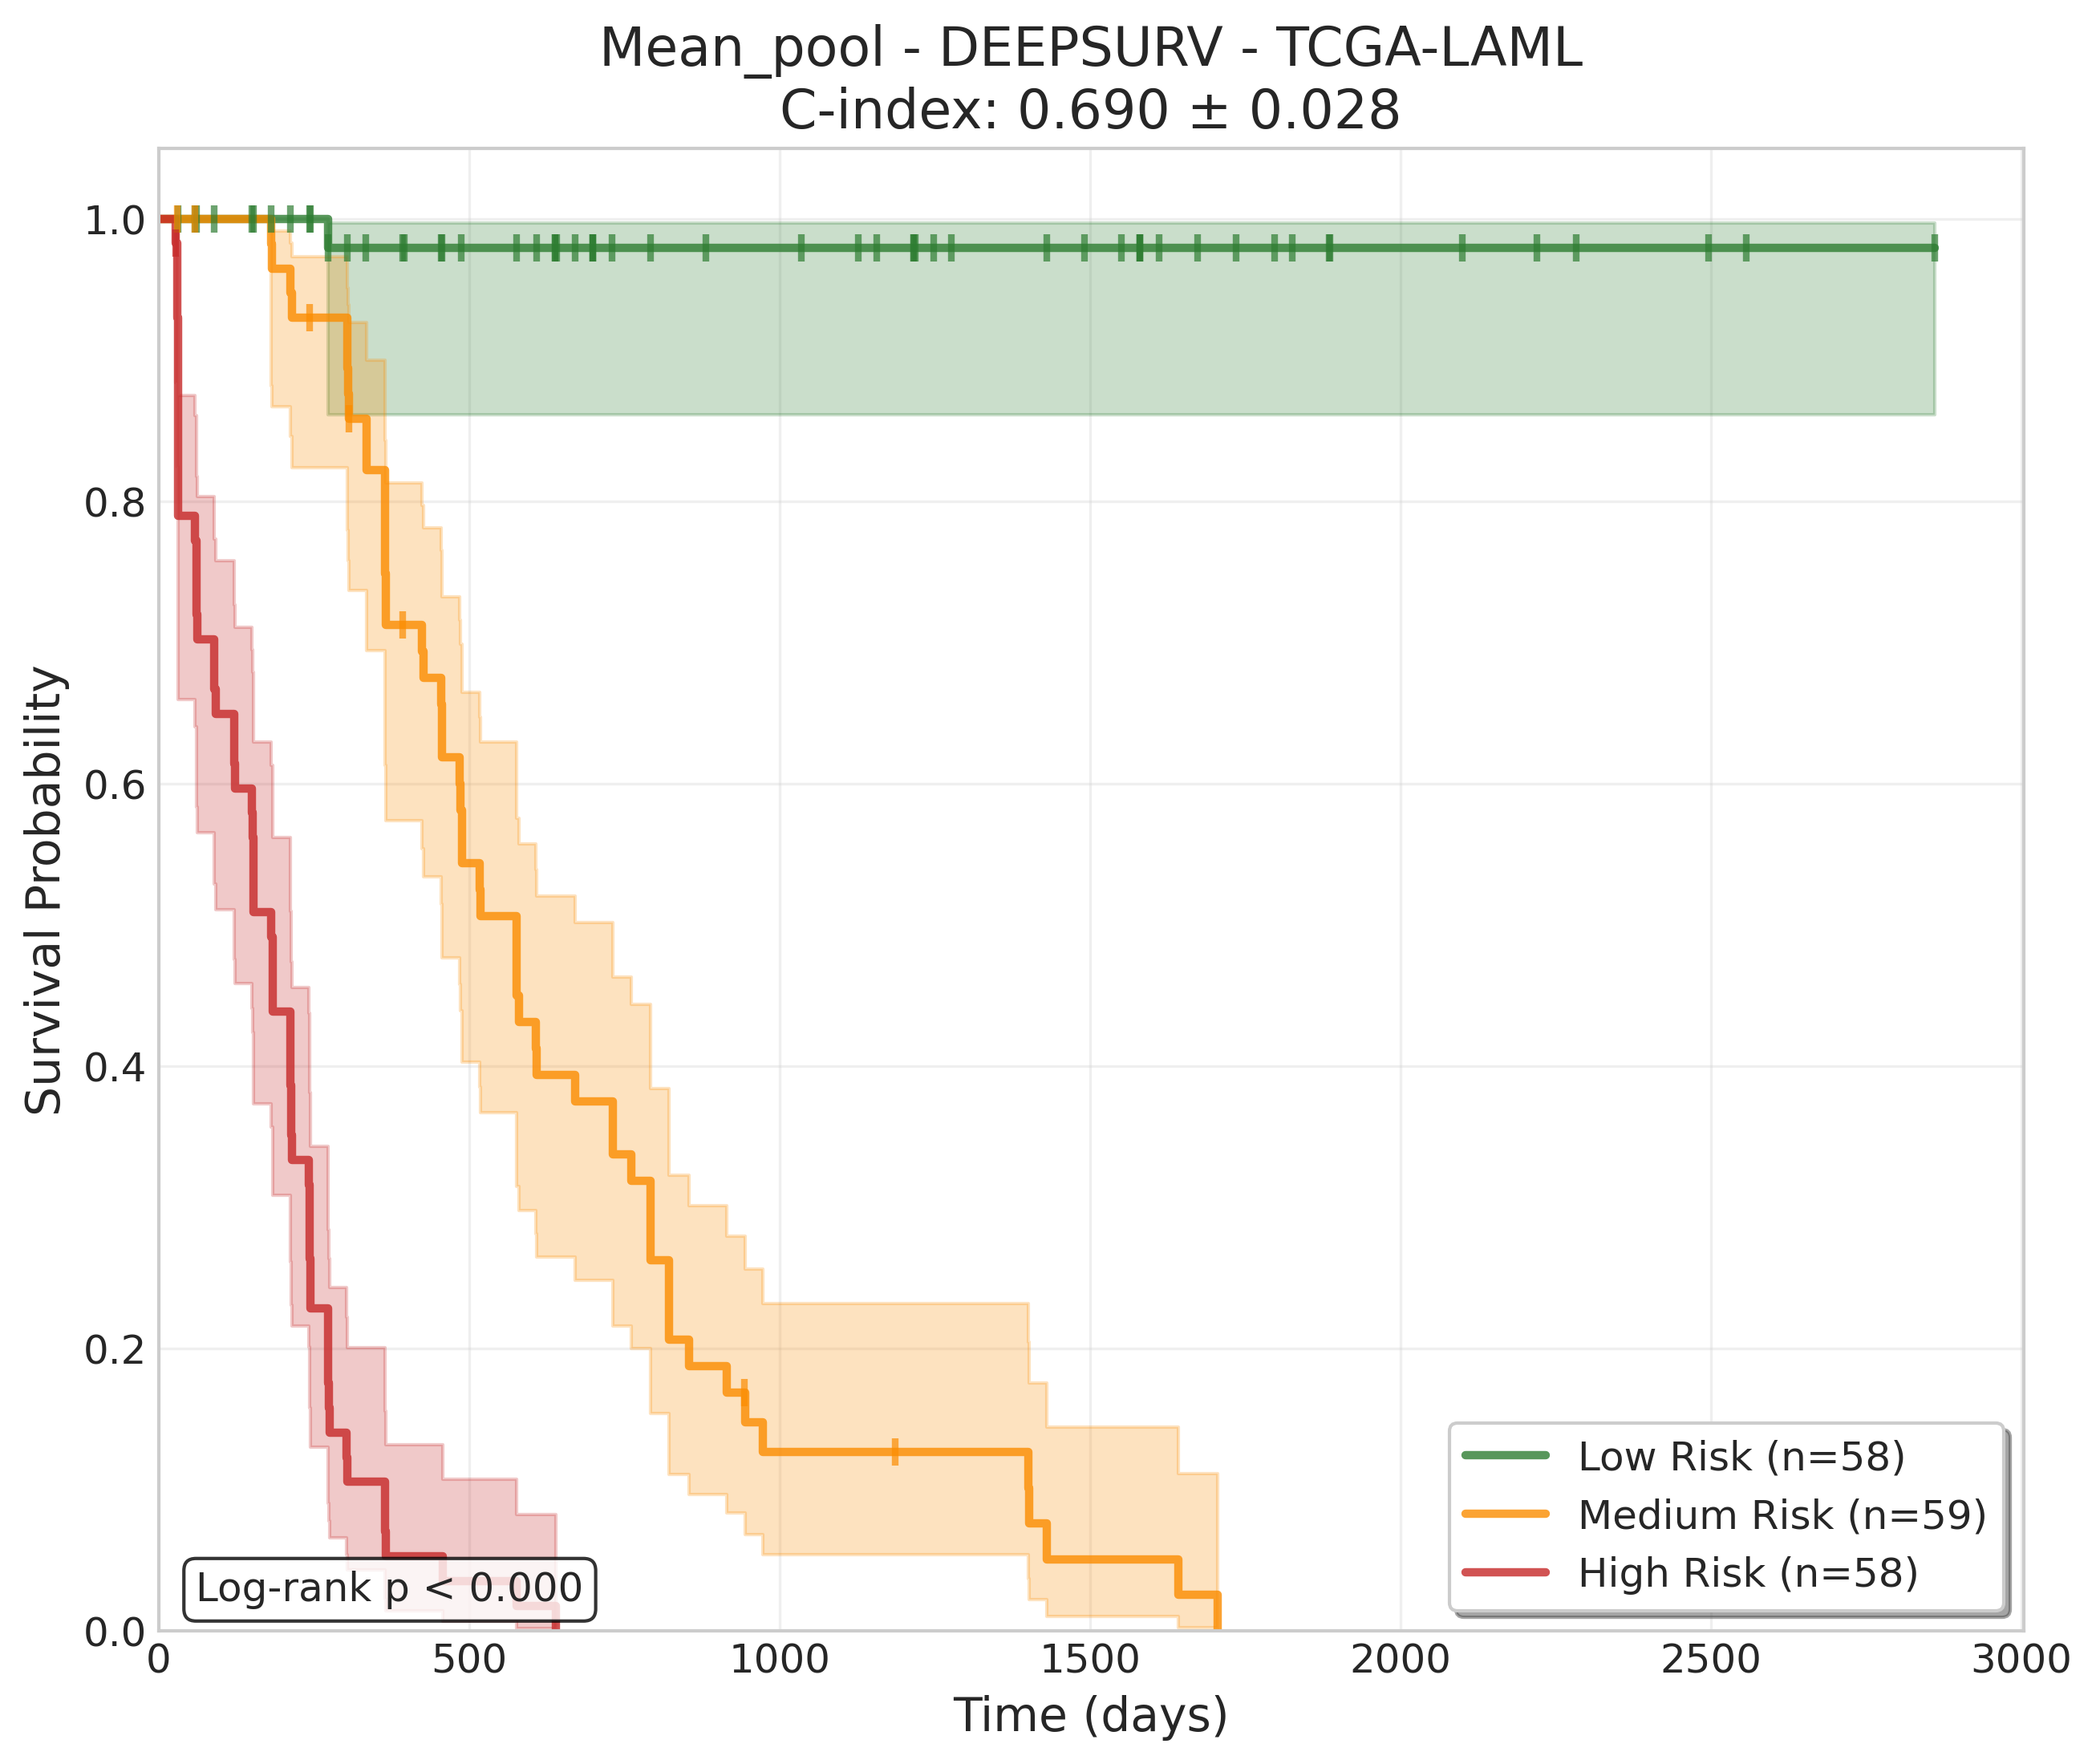 Mean_pool - DEEPSURV - TCGA-LAML
C-index: 0.690 ± 0.028
Survival Probability
1.0
0.8
0.6
0.4
0.2
0.0
Log-rank p < 0.000
Low Risk (n=58)
Medium Risk (n=59)
High Risk (n=58)
0 500 1000 1500 2000 2500 3000
Time (days)